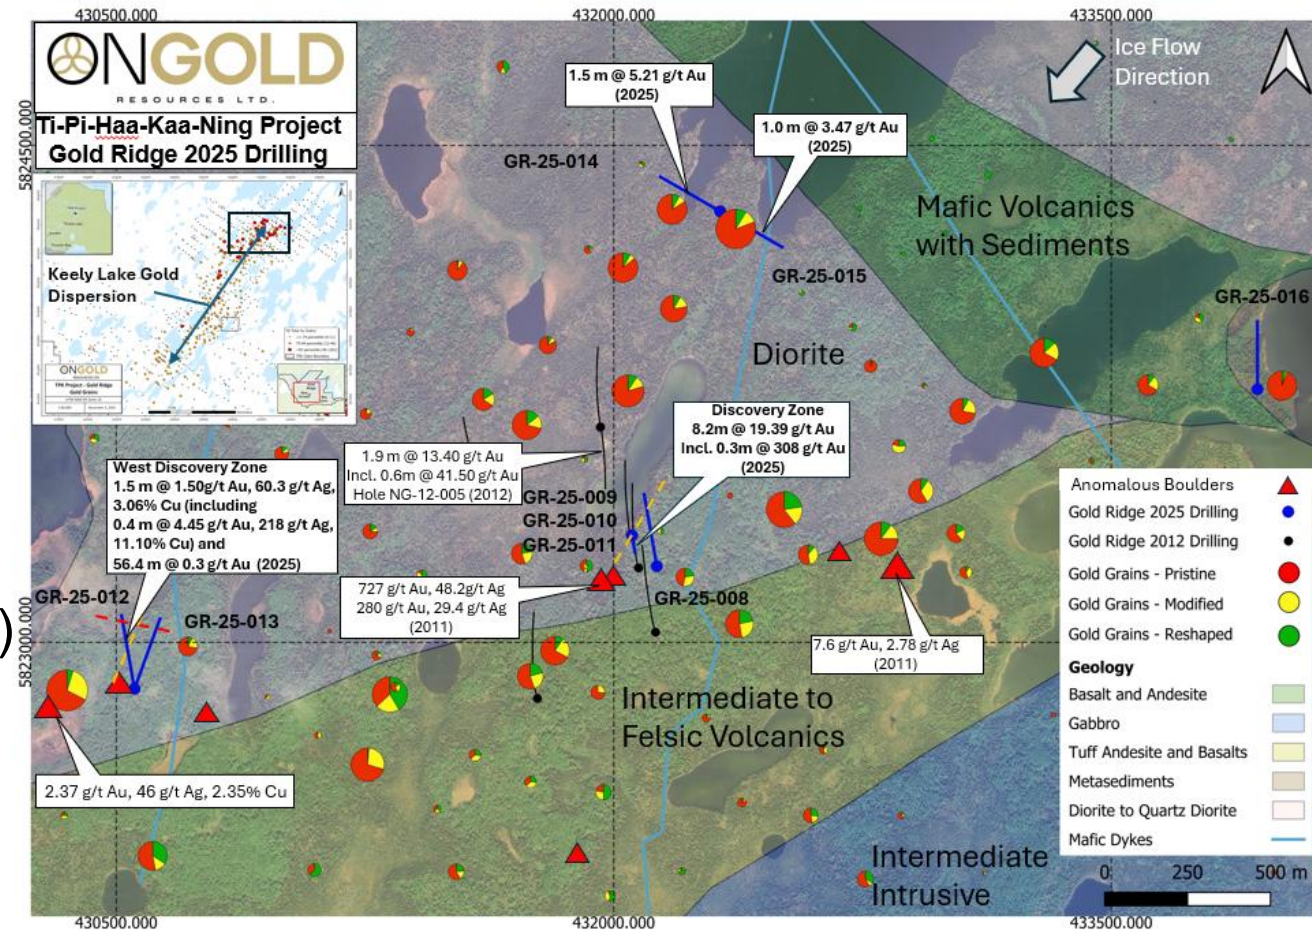 430500.000
432000.000
433500.000
5824500.000
5823000.000
ONGOLD
RESOURCES LTD.
Ti-Pi-Haa-Kaa-Ning Project
Gold Ridge 2025 Drilling
Keely Lake Gold
Dispersion
ONGOLD
TPK Project - Gold Ridge
Gold Grains
1.5 m @ 5.21 g/t Au
(2025)
1.0 m @ 3.47 g/t Au
(2025)
Ice Flow
Direction
GR-25-014
Mafic Volcanics
with Sediments
GR-25-015
GR-25-016
Diorite
Discovery Zone
8.2m @ 19.39 g/t Au
Incl. 0.3m @ 308 g/t Au
(2025)
1.9 m @ 13.40 g/t Au
Incl. 0.6m @ 41.50 g/t Au
Hole NG-12-005 (2012)
West Discovery Zone
1.5 m @ 1.50g/t Au, 60.3 g/t Ag,
3.06% Cu (including
0.4 m @ 4.45 g/t Au, 218 g/t Ag,
11.10% Cu) and
56.4 m @ 0.3 g/t Au (2025)
GR-25-009
GR-25-010
GR-25-011
727 g/t Au, 48.2g/t Ag
280 g/t Au, 29.4 g/t Ag
(2011)
GR-25-012
GR-25-013
GR-25-008
)
7.6 g/t Au, 2.78 g/t Ag
(2011)
Intermediate to
Felsic Volcanics
2.37 g/t Au, 46 g/t Ag, 2.35% Cu
Intermediate
Intrusive
Anomalous Boulders
Gold Ridge 2025 Drilling
Gold Ridge 2012 Drilling
Gold Grains - Pristine
Gold Grains - Modified
Gold Grains - Reshaped
Geology
Basalt and Andesite
Gabbro
Tuff Andesite and Basalts
Metasediments
Diorite to Quartz Diorite
Mafic Dykes
0 250 500 m
430500.000
432000.000
433500.000